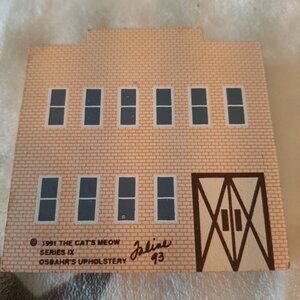 © 1991 THE CAT'S MEOW
SERIES IX
OSBAHR'S UPHOLSTERY
Faline
93